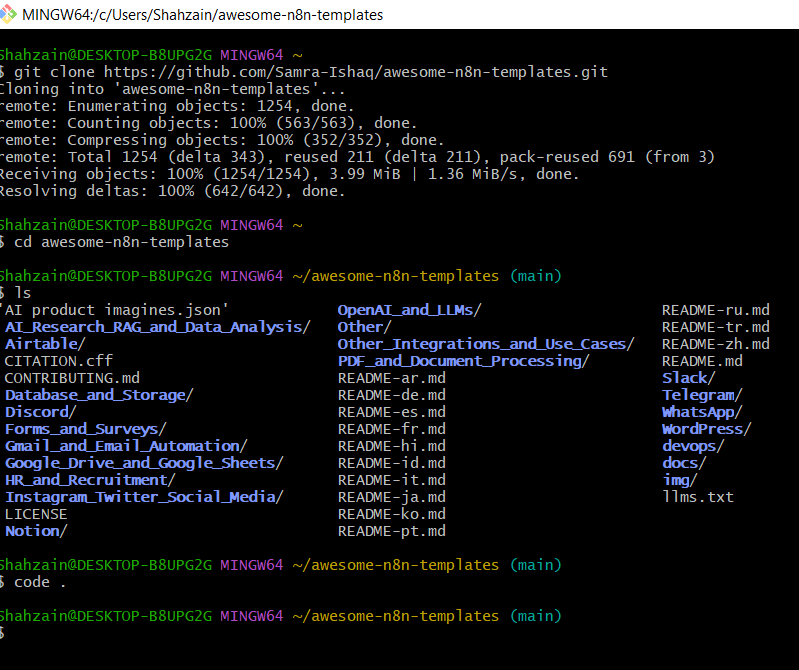 MINGW64:/c/Users/Shahzain/awesome-n8n-templates
Shahzain@DESKTOP-B8UPG2G MINGW64 ~
$ git clone https://github.com/Samra-Ishaq/awesome-n8n-templates.git
Cloning into 'awesome-n8n-templates'...
remote: Enumerating objects: 1254, done.
remote: Counting objects: 100% (563/563), done.
remote: Compressing objects: 100% (352/352), done.
remote: Total 1254 (delta 343), reused 211 (delta 211), pack-reused 691 (from 3)
Receiving objects: 100% (1254/1254), 3.99 MiB | 1.36 MiB/s, done.
Resolving deltas: 100% (642/642), done.
Shahzain@DESKTOP-B8UPG2G MINGW64 ~
$ cd awesome-n8n-templates
Shahzain@DESKTOP-B8UPG2G MINGW64 ~/awesome-n8n-templates (main)
$ ls
'AI product imagines.json' OpenAI_and_LLMs/ README-ru.md
AI_Research_RAG_and_Data_Analysis/ Other/ README-tr.md
Airtable/ Other_Integrations_and_Use_Cases/ README-zh.md
CITATION.cff PDF_and_Document_Processing/ README.md
CONTRIBUTING.md README-ar.md Slack/
Database_and_Storage/ README-de.md Telegram/
Discord/ README-es.md WhatsApp/
Forms_and_Surveys/ README-fr.md WordPress/
Gmail_and_Email_Automation/ README-hi.md devops/
Google_Drive_and_Google_Sheets/ README-id.md docs/
HR_and_Recruitment/ README-it.md img/
Instagram_Twitter_Social_Media/ README-ja.md llms.txt
LICENSE README-ko.md
Notion/ README-pt.md
Shahzain@DESKTOP-B8UPG2G MINGW64 ~/awesome-n8n-templates (main)
$ code .
Shahzain@DESKTOP-B8UPG2G MINGW64 ~/awesome-n8n-templates (main)
$